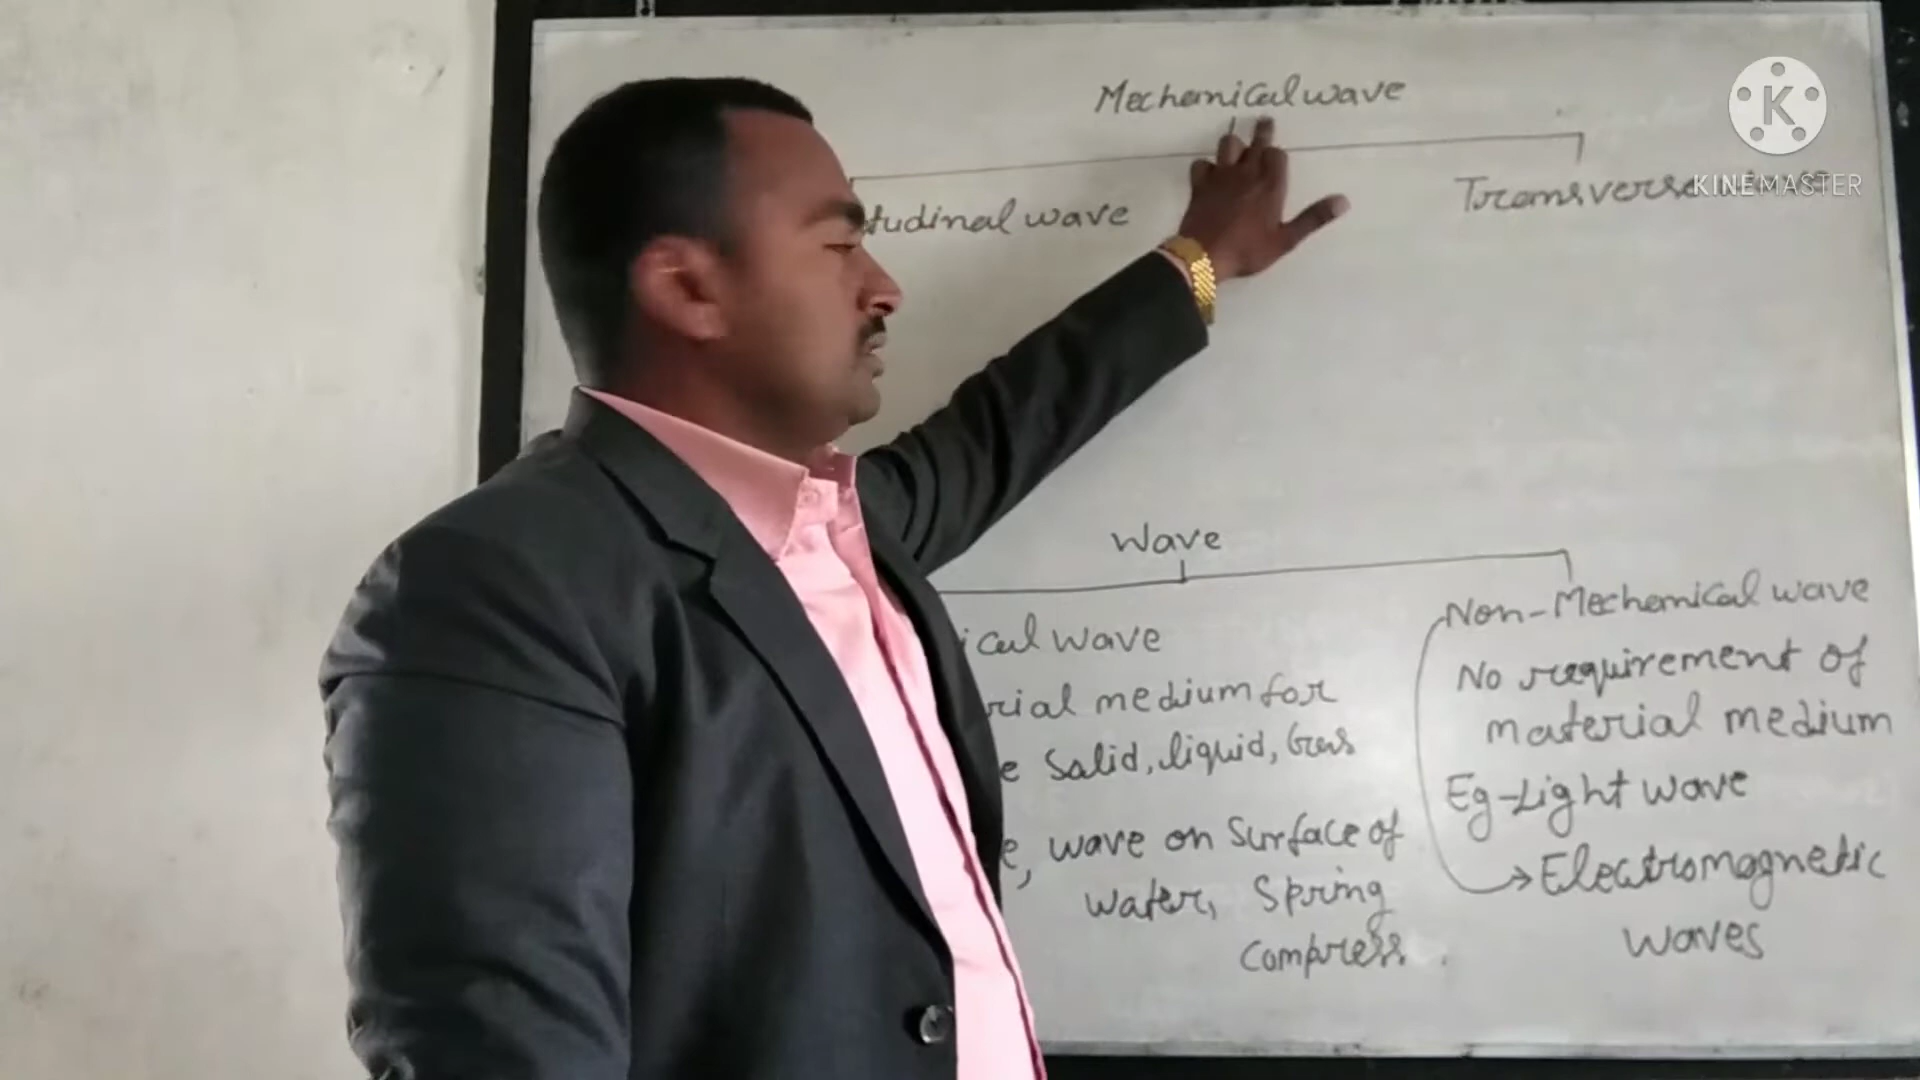 Mechanical wave
K
KINEMASTER
tudinal wave
Transverse
Wave
ical wave
Non-Mechanical wave
rial medium for
No requirement of
material medium
e Salid, liquid, Gas
Eg-Light wave
e, wave on surface of
water, Spring
compress.
→Electromagnetic
waves